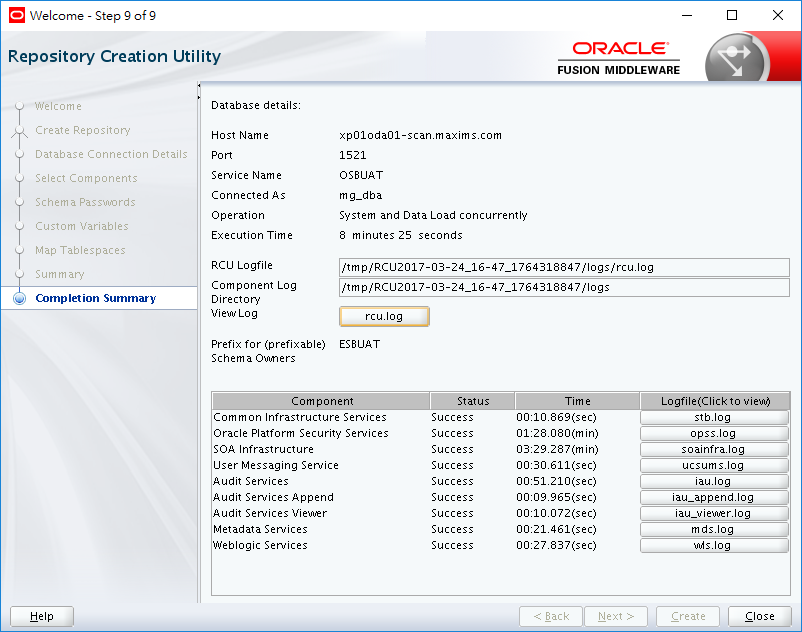 Welcome - Step 9 of 9
Repository Creation Utility
ORACLE
FUSION MIDDLEWARE
Welcome
Create Repository
Database Connection Details
Select Components
Schema Passwords
Custom Variables
Map Tablespaces
Summary
Completion Summary
Database details:
Host Name xp01oda01-scan.maxims.com
Port 1521
Service Name OSBUAT
Connected As mg_dba
Operation System and Data Load concurrently
Execution Time 8 minutes 25 seconds
RCU Logfile /tmp/RCU2017-03-24_16-47_1764318847/logs/rcu.log
Component Log /tmp/RCU2017-03-24_16-47_1764318847/logs
Directory
View Log rcu.log
Prefix for (prefixable) ESBUAT
Schema Owners
Component Status Time Logfile(Click to view)
Common Infrastructure Services Success 00:10.869(sec) stb.log
Oracle Platform Security Services Success 01:28.080(min) opss.log
SOA Infrastructure Success 03:29.287(min) soainfra.log
User Messaging Service Success 00:30.611(sec) ucsums.log
Audit Services Success 00:51.210(sec) iau.log
Audit Services Append Success 00:09.965(sec) iau_append.log
Audit Services Viewer Success 00:10.072(sec) iau_viewer.log
Metadata Services Success 00:21.461(sec) mds.log
Weblogic Services Success 00:27.837(sec) wls.log
Help < Back Next > Create Close